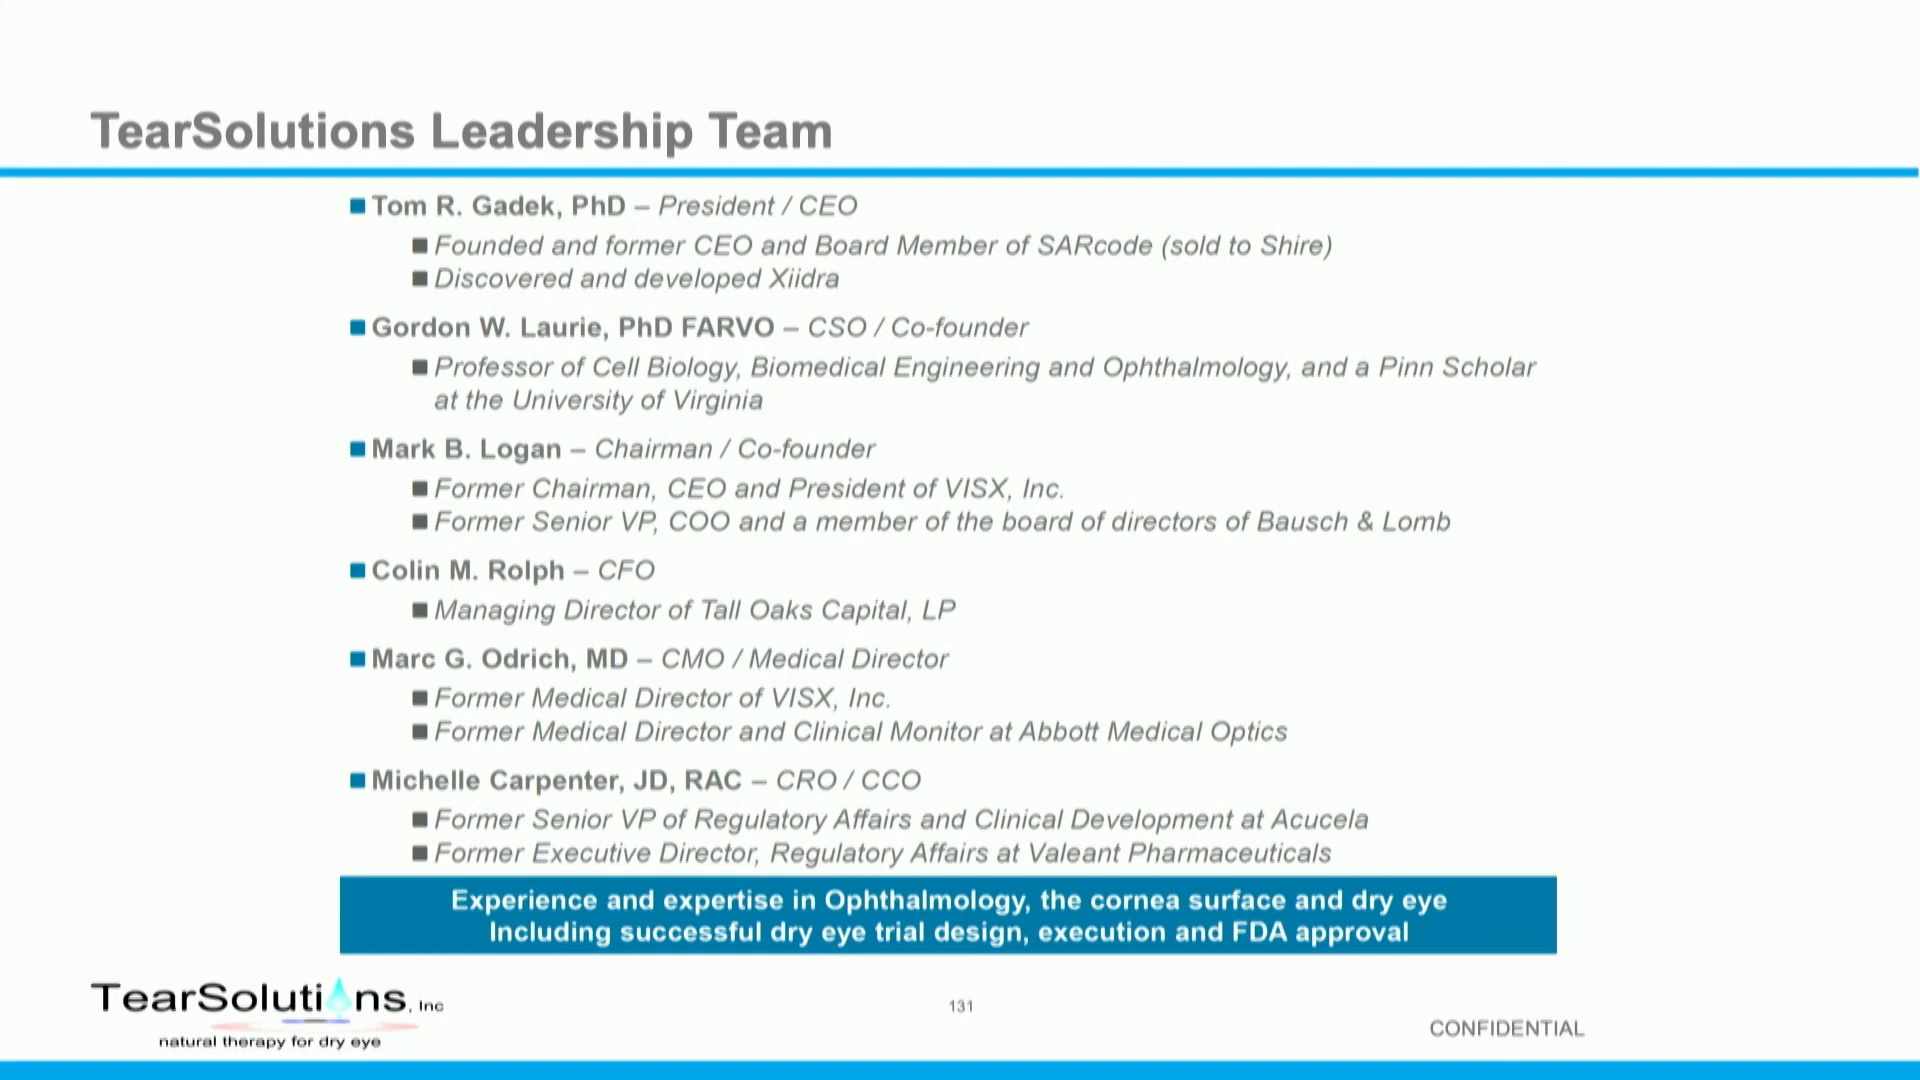 TearSolutions Leadership Team
Tom R. Gadek, PhD – President / CEO
Founded and former CEO and Board Member of SARcode (sold to Shire)
Discovered and developed Xiidra
Gordon W. Laurie, PhD FARVO – CSO / Co-founder
Professor of Cell Biology, Biomedical Engineering and Ophthalmology, and a Pinn Scholar
at the University of Virginia
Mark B. Logan – Chairman / Co-founder
Former Chairman, CEO and President of VISX, Inc.
Former Senior VP, COO and a member of the board of directors of Bausch & Lomb
Colin M. Rolph – CFO
Managing Director of Tall Oaks Capital, LP
Marc G. Odrich, MD – CMO / Medical Director
Former Medical Director of VISX, Inc.
Former Medical Director and Clinical Monitor at Abbott Medical Optics
Michelle Carpenter, JD, RAC – CRO / CCO
Former Senior VP of Regulatory Affairs and Clinical Development at Acucela
Former Executive Director, Regulatory Affairs at Valeant Pharmaceuticals
Experience and expertise in Ophthalmology, the cornea surface and dry eye
Including successful dry eye trial design, execution and FDA approval
TearSolutions, Inc
natural therapy for dry eye
131
CONFIDENTIAL